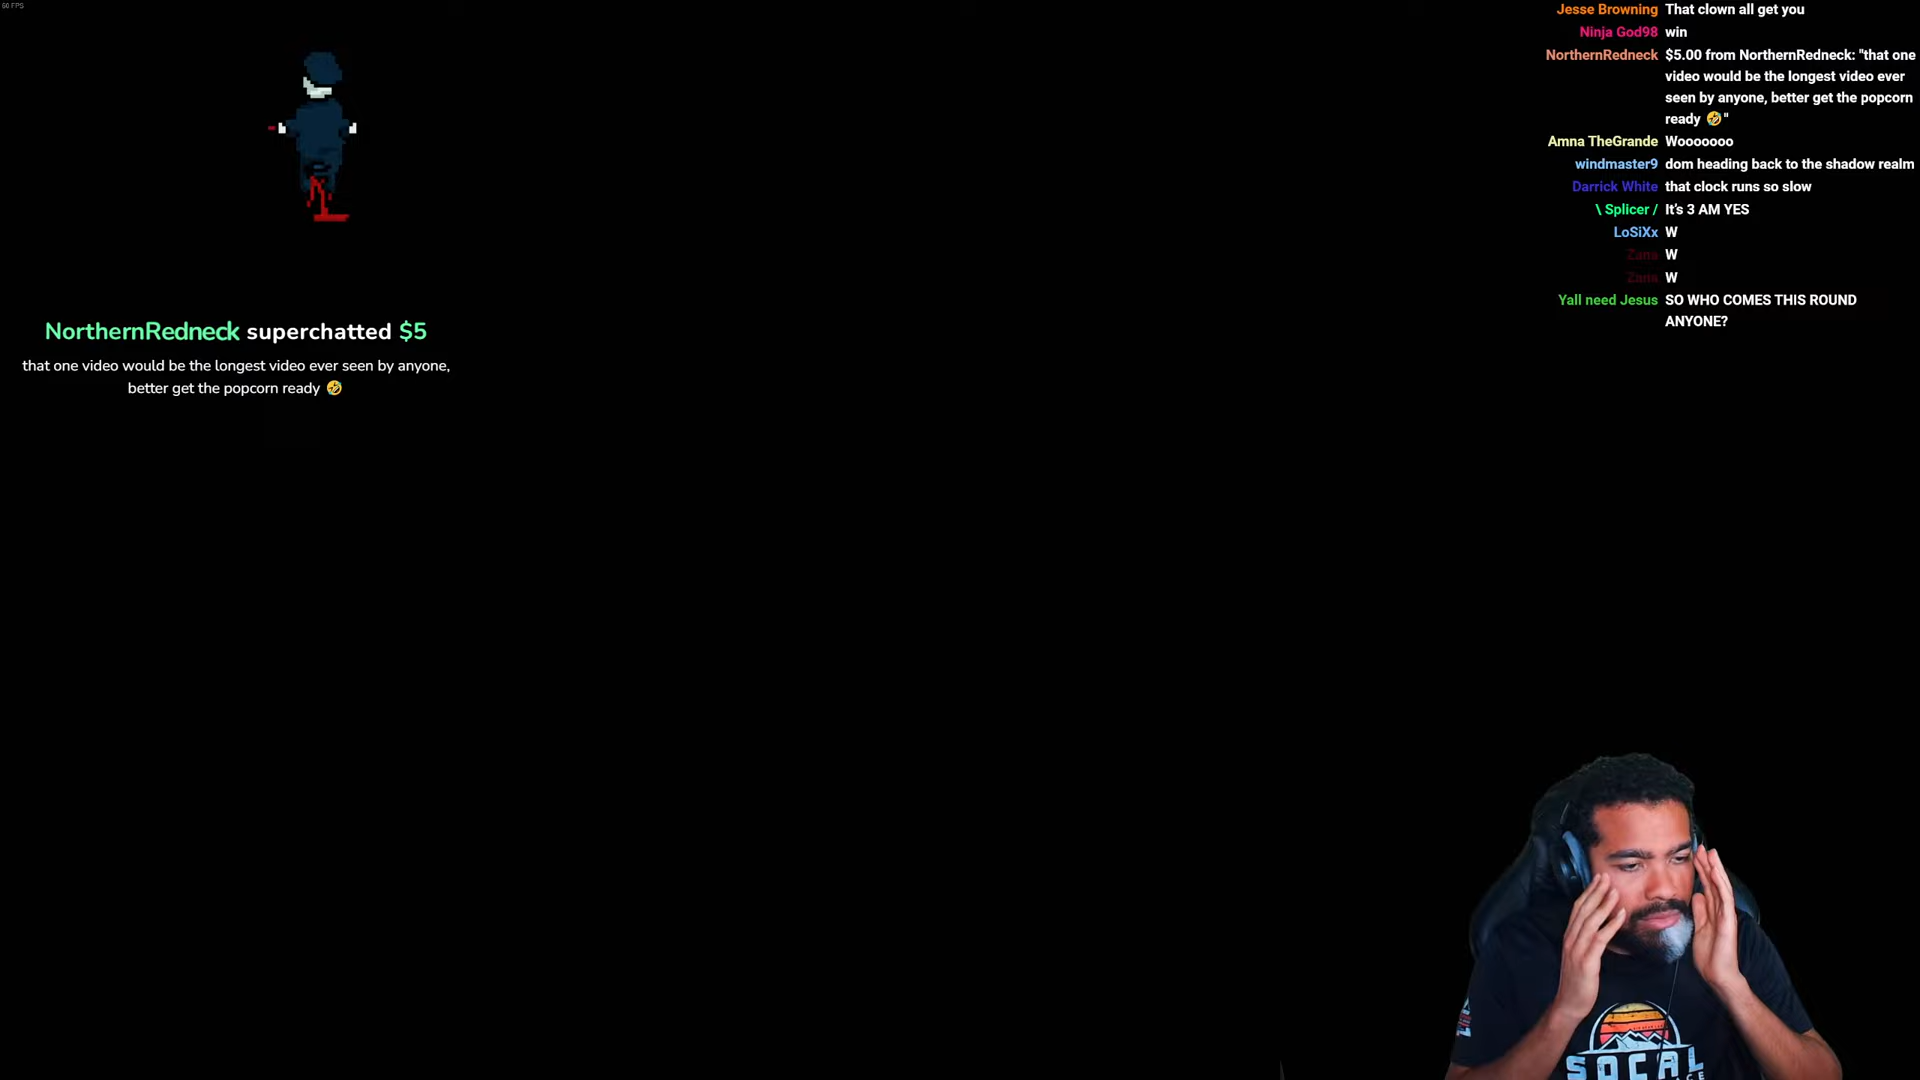 60 FPS
Jesse Browning That clown all get you
Ninja God98 win
NorthernRedneck $5.00 from NorthernRedneck: "that one
video would be the longest video ever
seen by anyone, better get the popcorn
ready 🤣"
Amna TheGrande Wooooooo
windmaster9 dom heading back to the shadow realm
Darrick White that clock runs so slow
\ Splicer / It’s 3 AM YES
LoSiXx W
Zana W
Zana W
Yall need Jesus SO WHO COMES THIS ROUND
ANYONE?
NorthernRedneck superchatted $5
that one video would be the longest video ever seen by anyone,
better get the popcorn ready 🤣
SOCAL